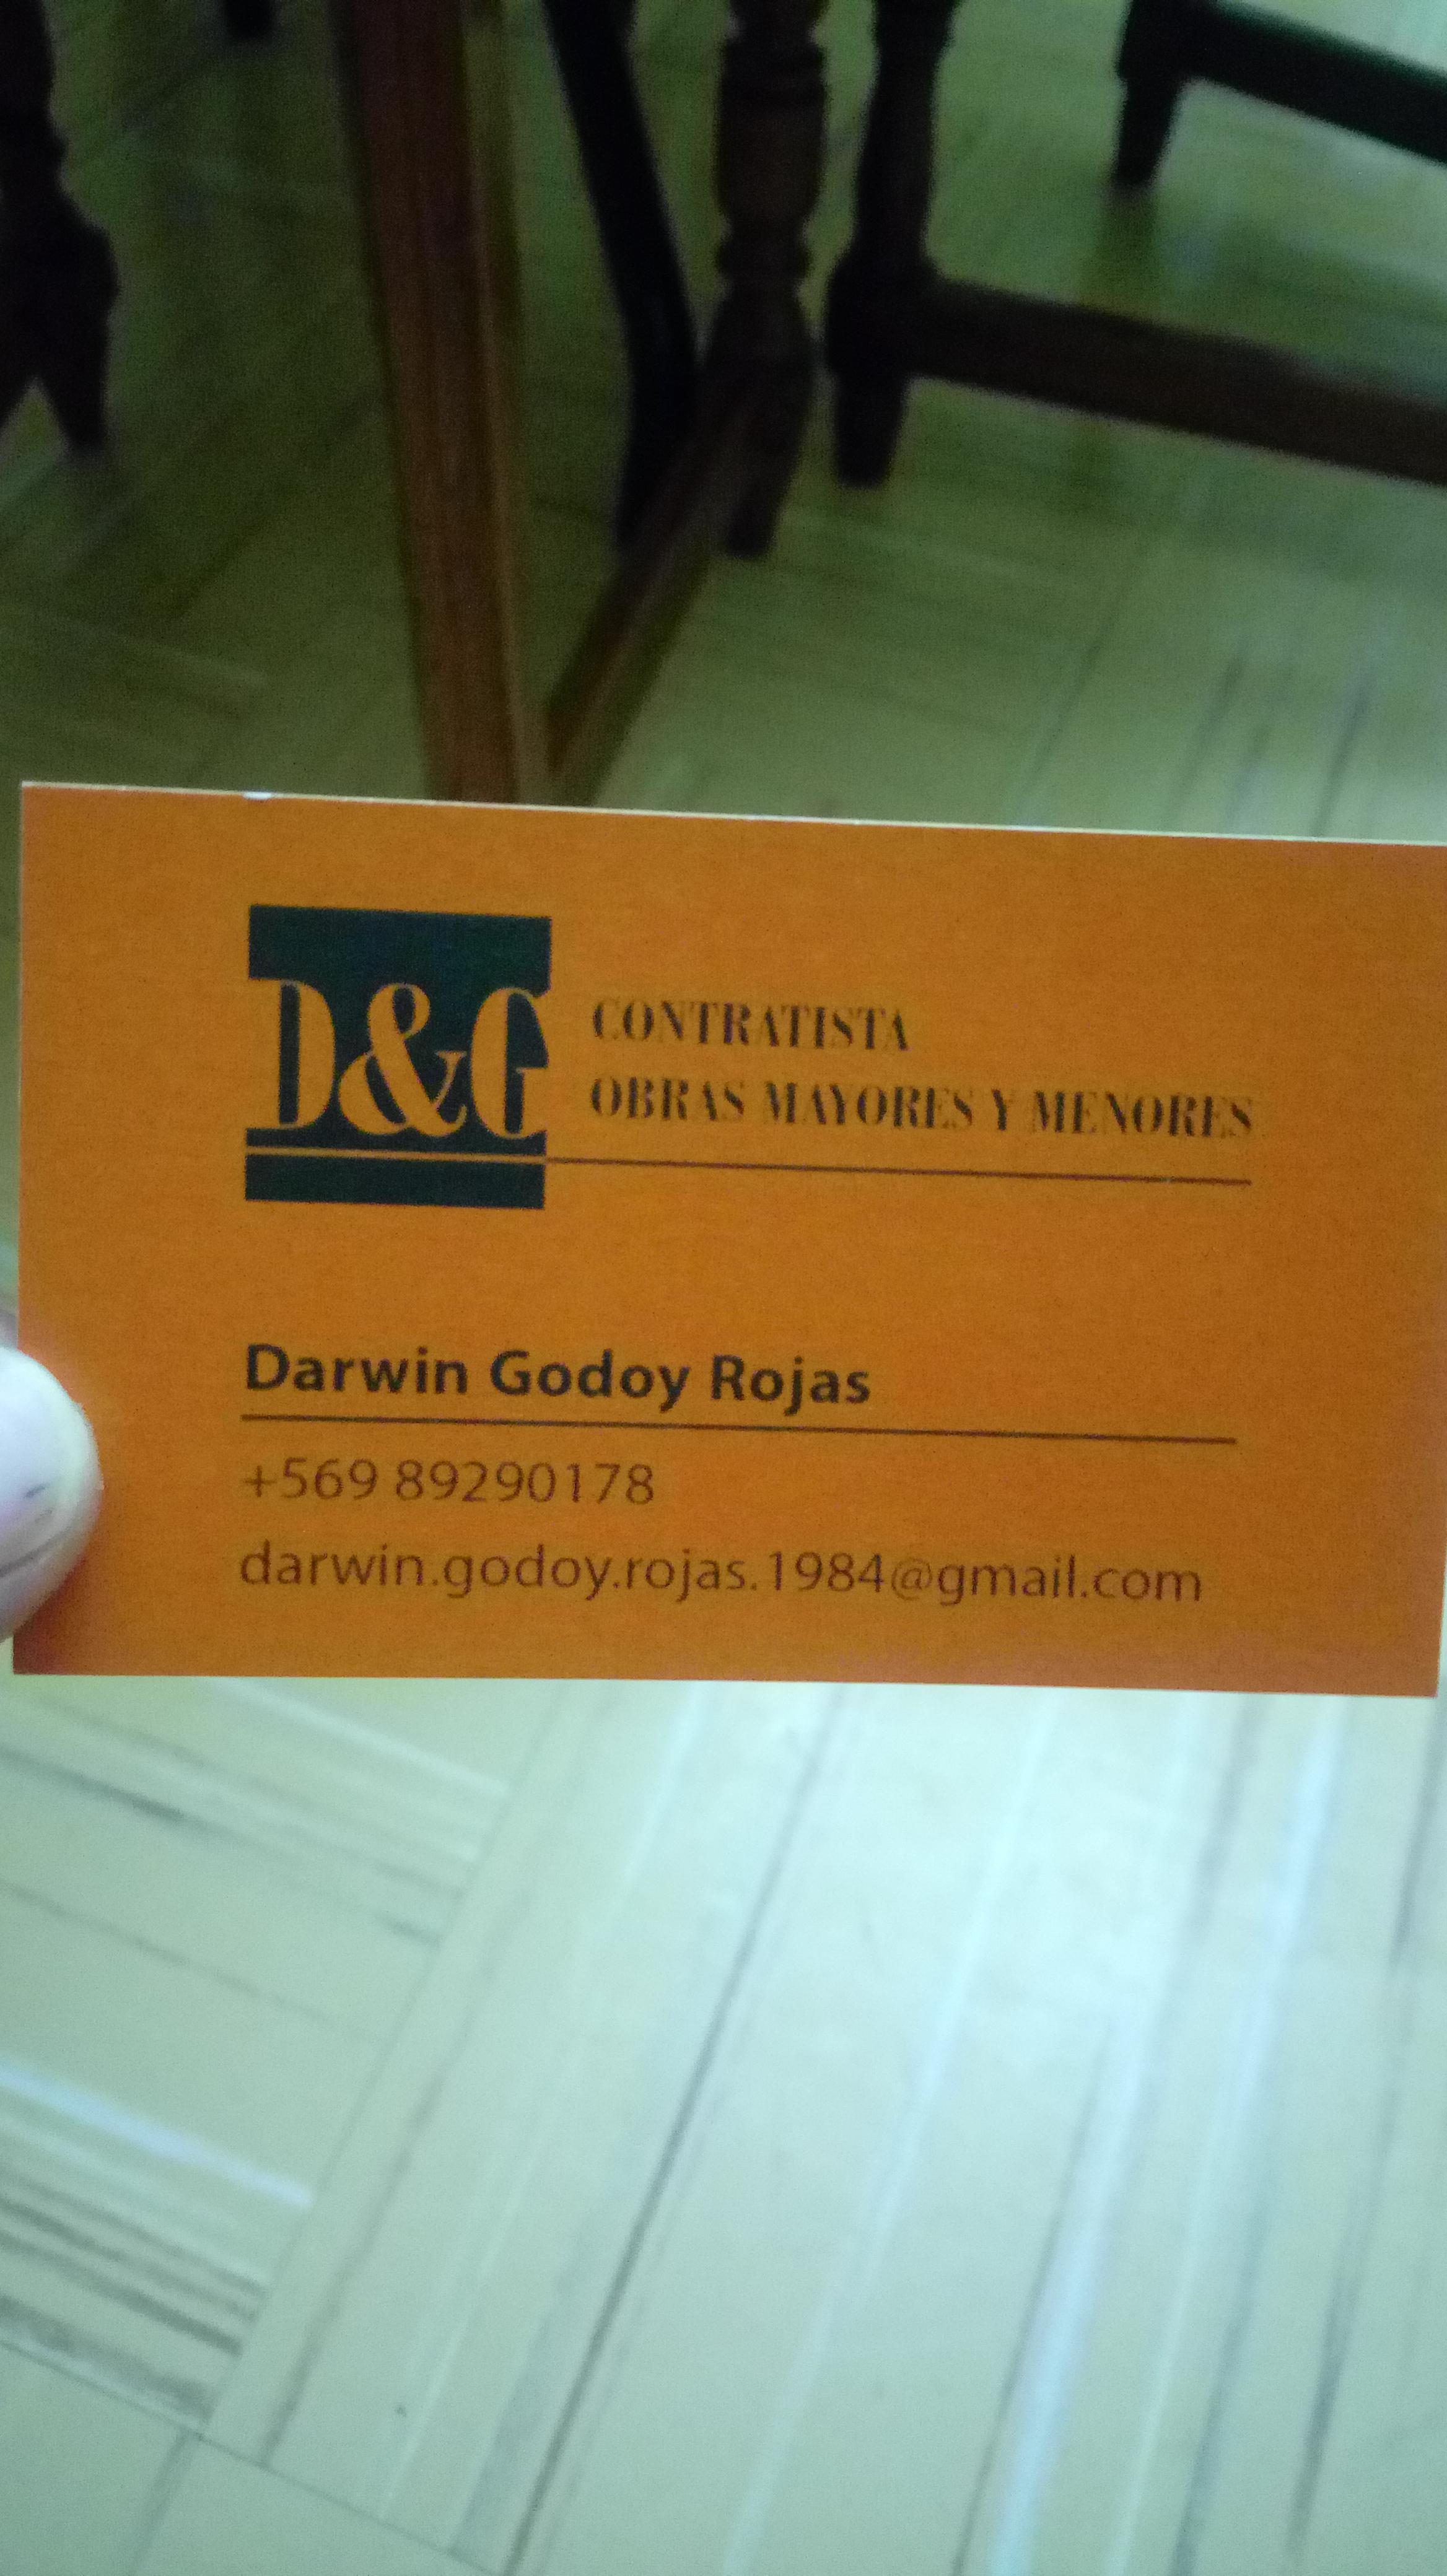 D&G
CONTRATISTA
OBRAS MAYORES Y MENORES
Darwin Godoy Rojas
+569 89290178
darwin.godoy.rojas.1984@gmail.com